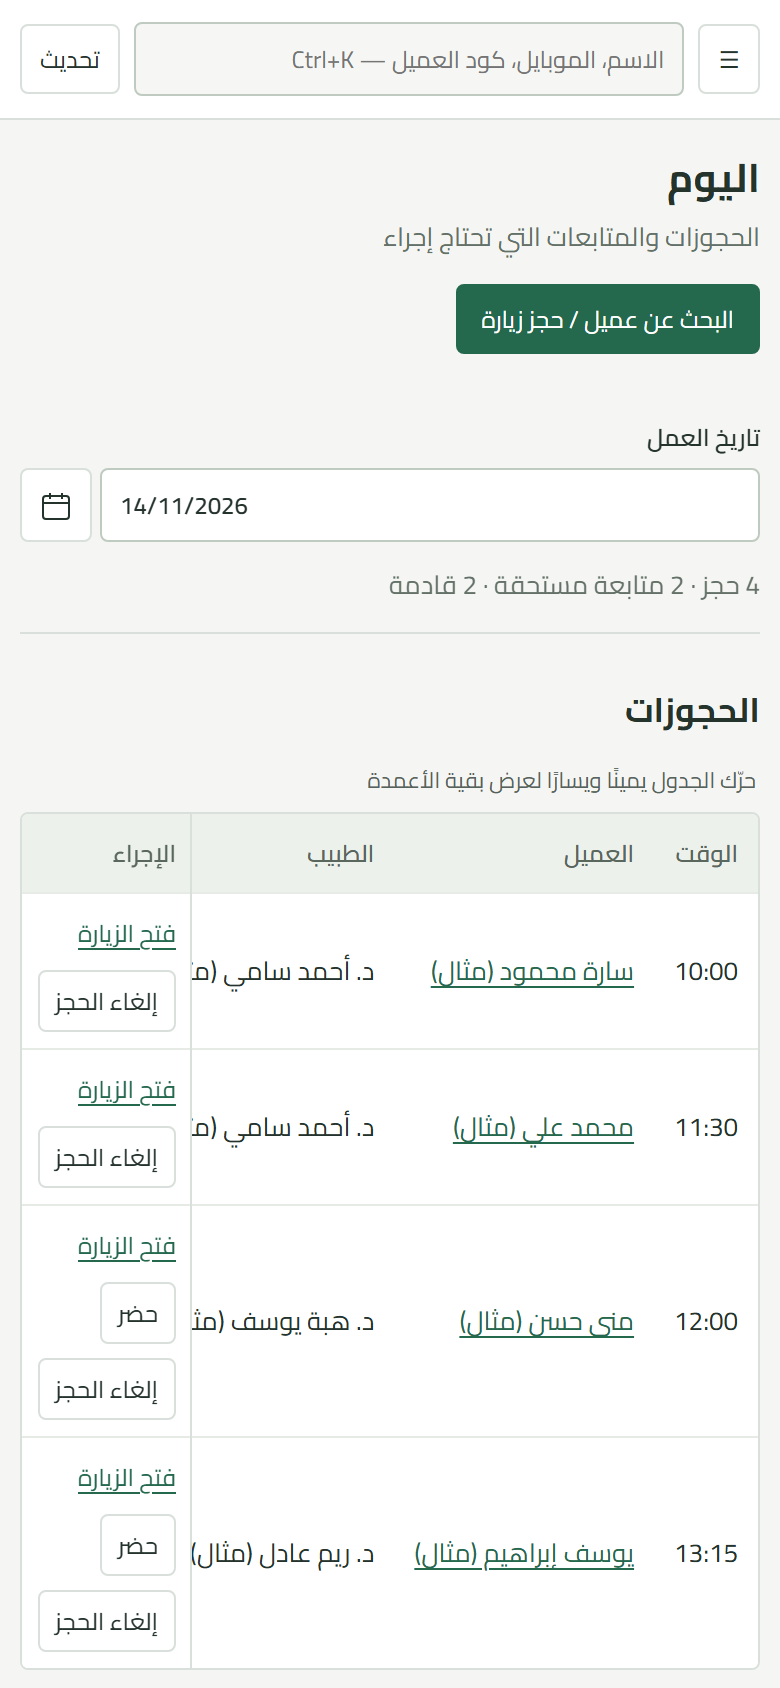 ☰
الاسم، الموبايل، كود العميل — Ctrl+K
تحديث
اليوم
الحجوزات والمتابعات التي تحتاج إجراء
البحث عن عميل / حجز زيارة
تاريخ العمل
14/11/2026
4 حجز · 2 متابعة مستحقة · 2 قادمة
الحجوزات
حرّك الجدول يمينًا ويسارًا لعرض بقية الأعمدة
الوقت العميل الطبيب الإجراء
10:00 سارة محمود (مثال) د. أحمد سامي فتح الزيارة
إلغاء الحجز
11:30 محمد علي (مثال) د. أحمد سامي فتح الزيارة
إلغاء الحجز
12:00 منى حسن (مثال) د. هبة يوسف فتح الزيارة
حضر
إلغاء الحجز
13:15 يوسف إبراهيم (مثال) د. ريم عادل (مثال) فتح الزيارة
حضر
إلغاء الحجز